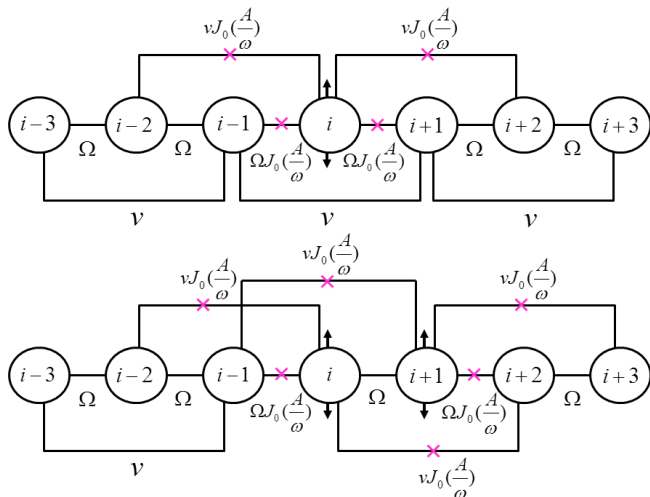 vJ₀(A/ω) vJ₀(A/ω)
i−3 i−2 i−1 i i+1 i+2 i+3
Ω Ω ΩJ₀(A/ω) ΩJ₀(A/ω) Ω Ω
v v v
vJ₀(A/ω)
vJ₀(A/ω) vJ₀(A/ω)
i−3 i−2 i−1 i i+1 i+2 i+3
Ω Ω ΩJ₀(A/ω) Ω ΩJ₀(A/ω) Ω
v vJ₀(A/ω)